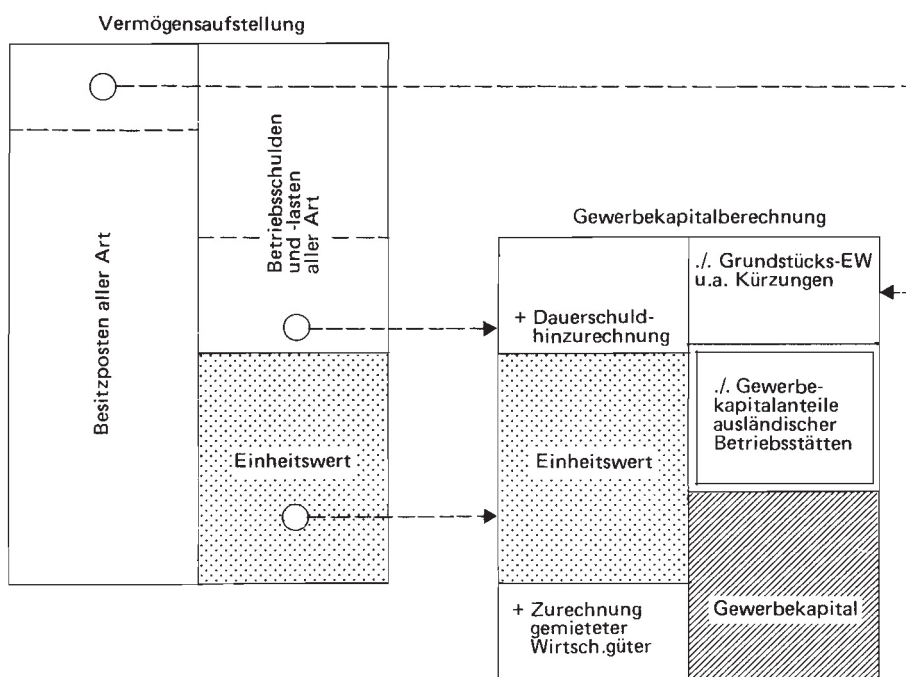 Vermögensaufstellung
Besitzposten aller Art
Betriebsschulden
und -lasten
aller Art
Einheitswert
Gewerbekapitalberechnung
+ Dauerschuld-
hinzurechnung
Einheitswert
+ Zurechnung
gemieteter
Wirtsch.güter
./. Grundstücks-EW
u.a. Kürzungen
./. Gewerbe-
kapitalanteile
ausländischer
Betriebsstätten
Gewerbekapital